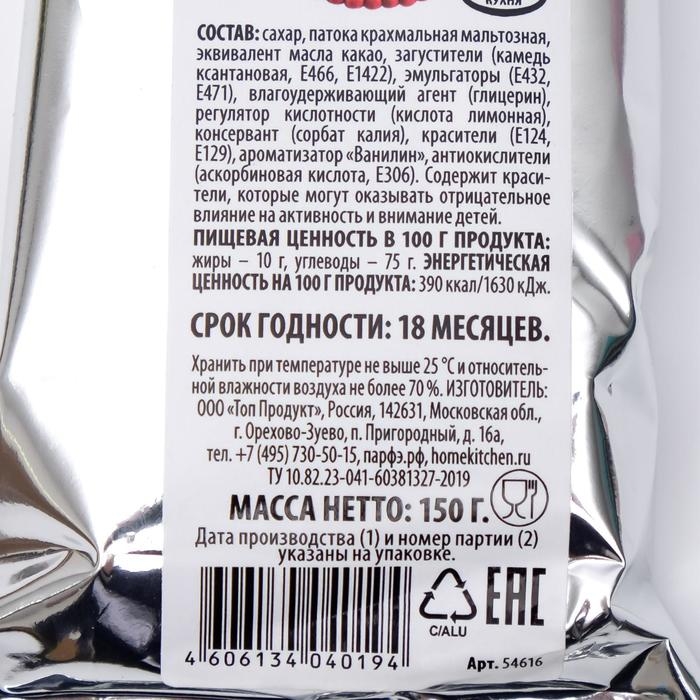 КУХНЯ
СОСТАВ: сахар, патока крахмальная мальтозная,
эквивалент масла какао, загустители (камедь
ксантановая, Е466, Е1422), эмульгаторы (Е432,
Е471), влагоудерживающий агент (глицерин),
регулятор кислотности (кислота лимонная),
консервант (сорбат калия), красители (Е124,
Е129), ароматизатор «Ванилин», антиокислители
(аскорбиновая кислота, Е306). Содержит краси-
тели, которые могут оказывать отрицательное
влияние на активность и внимание детей.
ПИЩЕВАЯ ЦЕННОСТЬ В 100 Г ПРОДУКТА:
жиры – 10 г, углеводы – 75 г. ЭНЕРГЕТИЧЕСКАЯ
ЦЕННОСТЬ НА 100 Г ПРОДУКТА: 390 ккал/1630 кДж.
СРОК ГОДНОСТИ: 18 МЕСЯЦЕВ.
Хранить при температуре не выше 25 °С и относитель-
ной влажности воздуха не более 70 %. ИЗГОТОВИТЕЛЬ:
ООО «Топ Продукт», Россия, 142631, Московская обл.,
г. Орехово-Зуево, п. Пригородный, д. 16а,
тел. +7 (495) 730-50-15, парфэ.рф, homekitchen.ru
ТУ 10.82.23-041-60381327-2019
МАССА НЕТТО: 150 Г.
Дата производства (1) и номер партии (2)
указаны на упаковке.
C/ALU
EAC
4 606134 040194
Арт. 54616